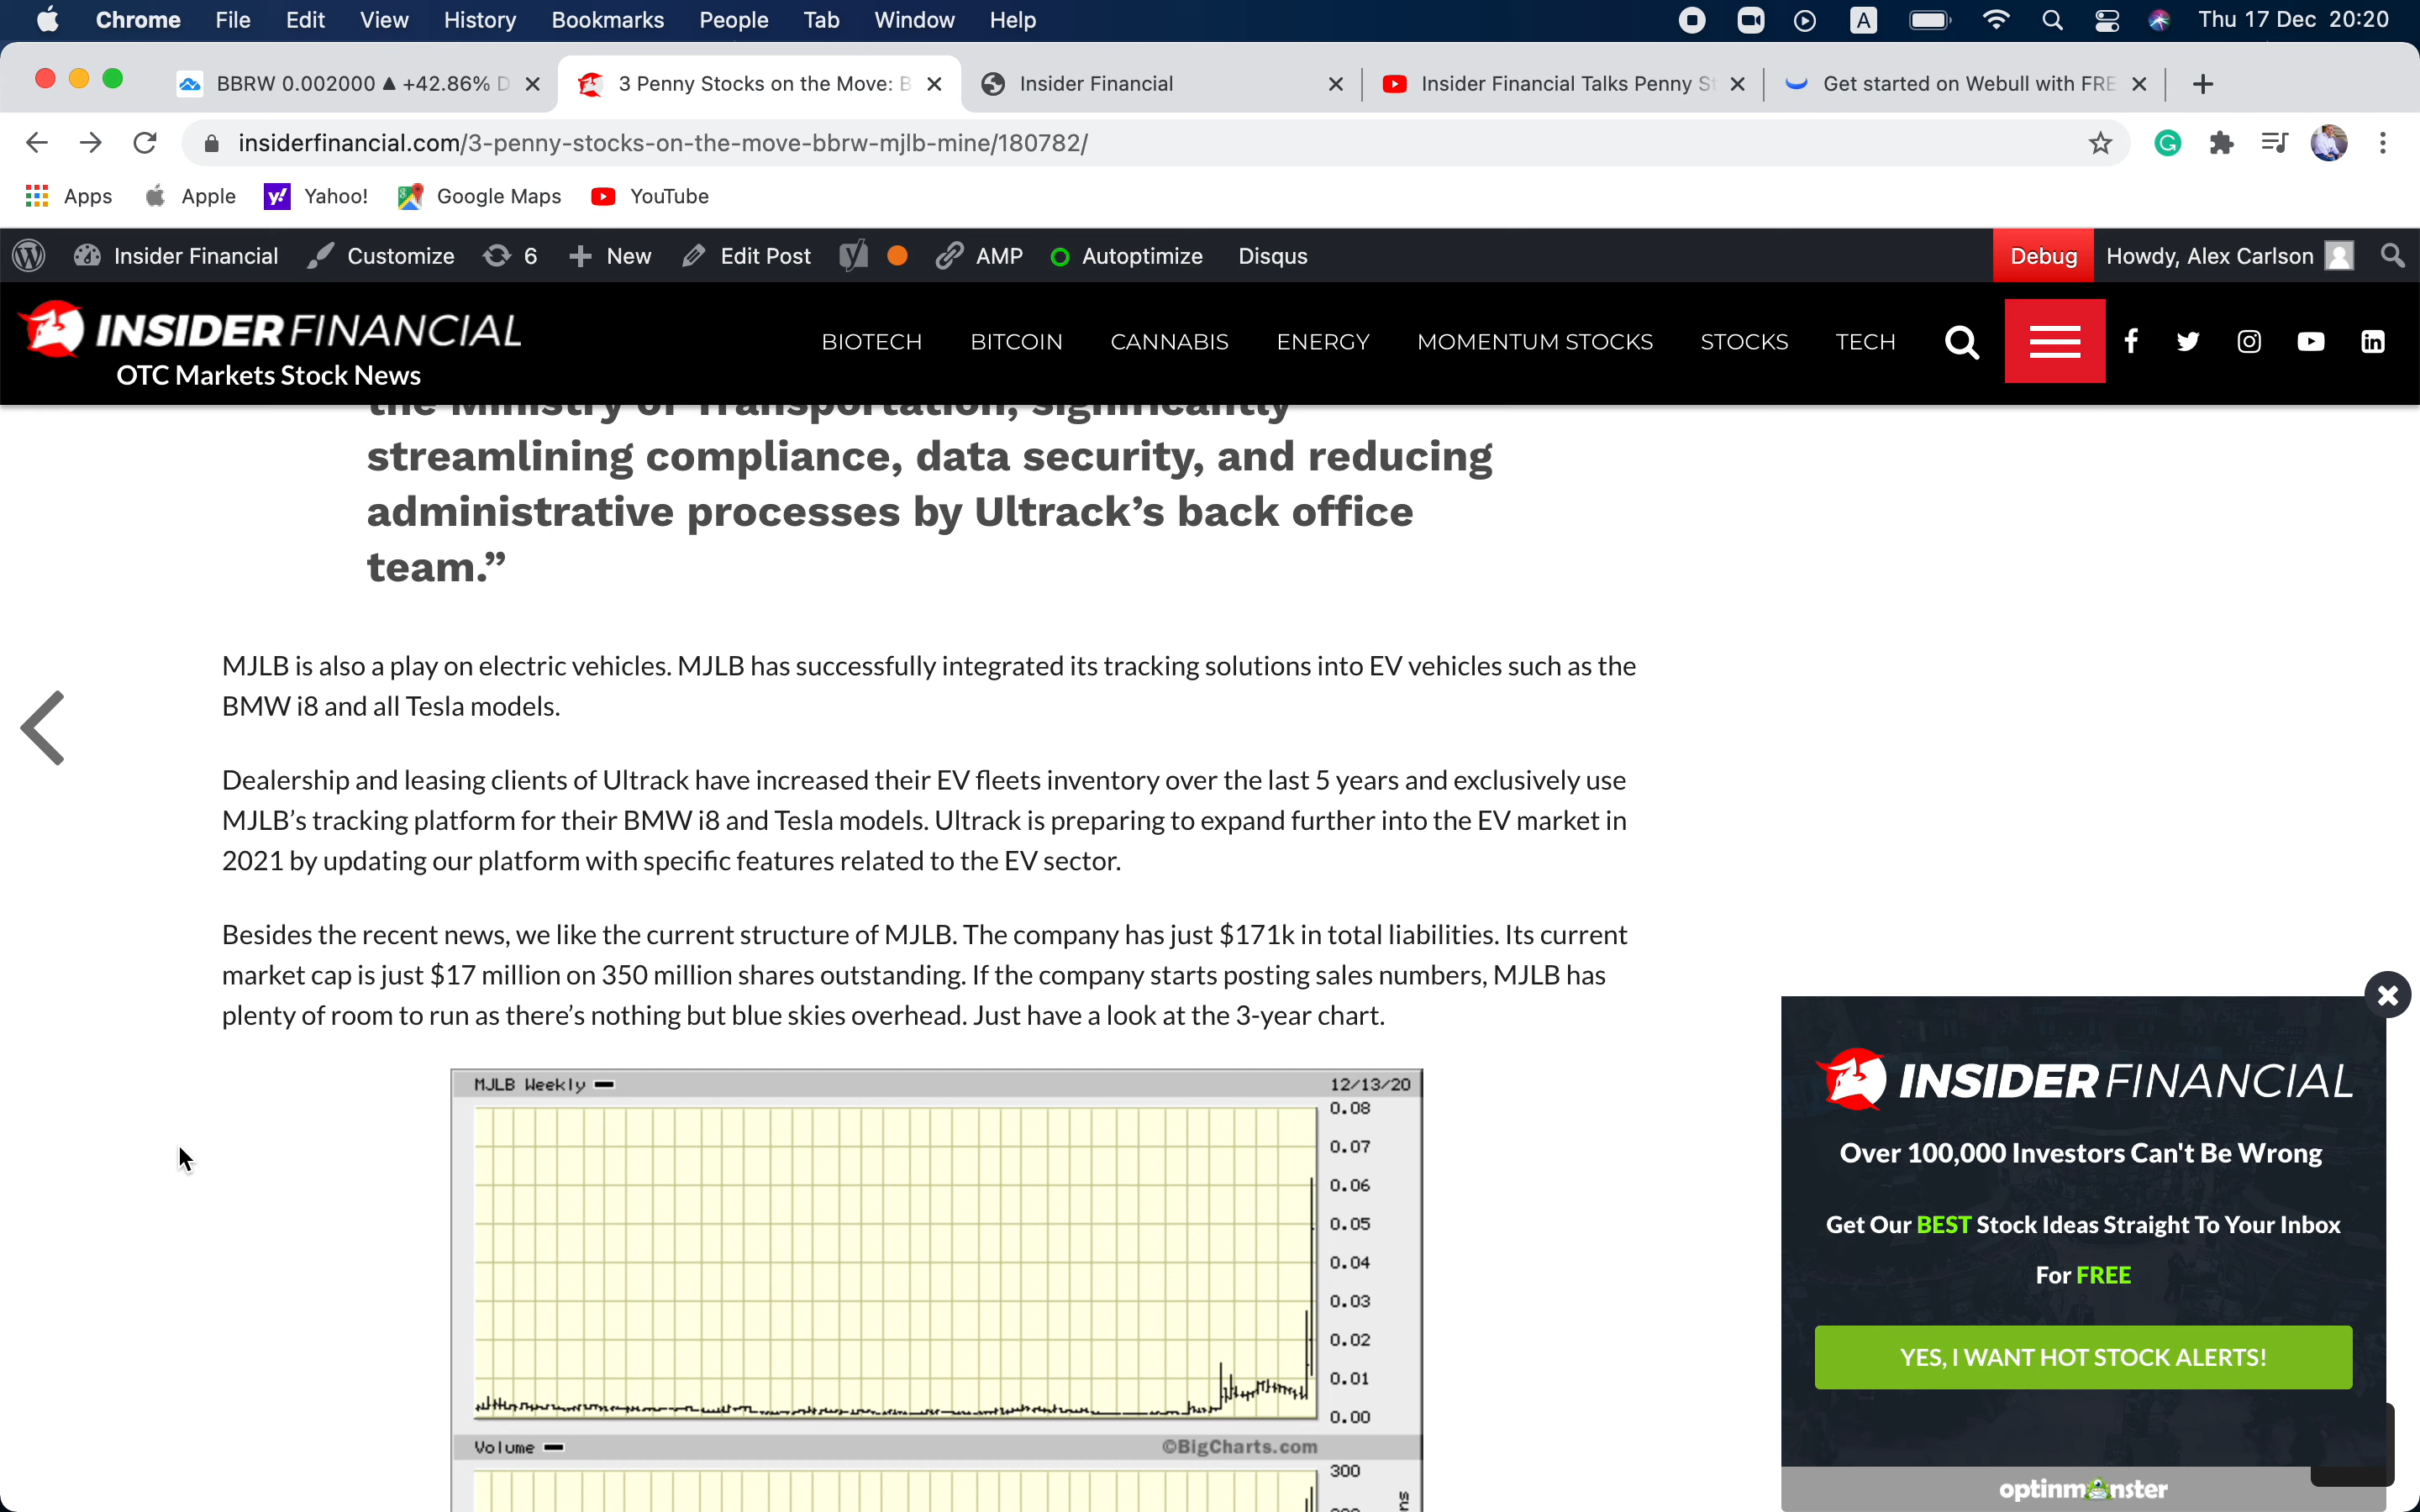 Chrome File Edit View History Bookmarks People Tab Window Help A Thu 17 Dec 20:20
BBRW 0.002000 ▲ +42.86% D 3 Penny Stocks on the Move: B Insider Financial Insider Financial Talks Penny St Get started on Webull with FRE
insiderfinancial.com/3-penny-stocks-on-the-move-bbrw-mjlb-mine/180782/
Apps Apple Yahoo! Google Maps YouTube
Insider Financial Customize 6 New Edit Post AMP Autoptimize Disqus Debug Howdy, Alex Carlson
INSIDER FINANCIAL
OTC Markets Stock News
BIOTECH BITCOIN CANNABIS ENERGY MOMENTUM STOCKS STOCKS TECH
the Ministry of Transportation, significantly
streamlining compliance, data security, and reducing
administrative processes by Ultrack’s back office
team.”
MJLB is also a play on electric vehicles. MJLB has successfully integrated its tracking solutions into EV vehicles such as the
BMW i8 and all Tesla models.
Dealership and leasing clients of Ultrack have increased their EV fleets inventory over the last 5 years and exclusively use
MJLB’s tracking platform for their BMW i8 and Tesla models. Ultrack is preparing to expand further into the EV market in
2021 by updating our platform with specific features related to the EV sector.
Besides the recent news, we like the current structure of MJLB. The company has just $171k in total liabilities. Its current
market cap is just $17 million on 350 million shares outstanding. If the company starts posting sales numbers, MJLB has
plenty of room to run as there’s nothing but blue skies overhead. Just have a look at the 3-year chart.
MJLB Weekly 12/13/20
0.08
0.07
0.06
0.05
0.04
0.03
0.02
0.01
0.00
Volume ©BigCharts.com
300
INSIDER FINANCIAL
Over 100,000 Investors Can't Be Wrong
Get Our BEST Stock Ideas Straight To Your Inbox
For FREE
YES, I WANT HOT STOCK ALERTS!
optinmonster